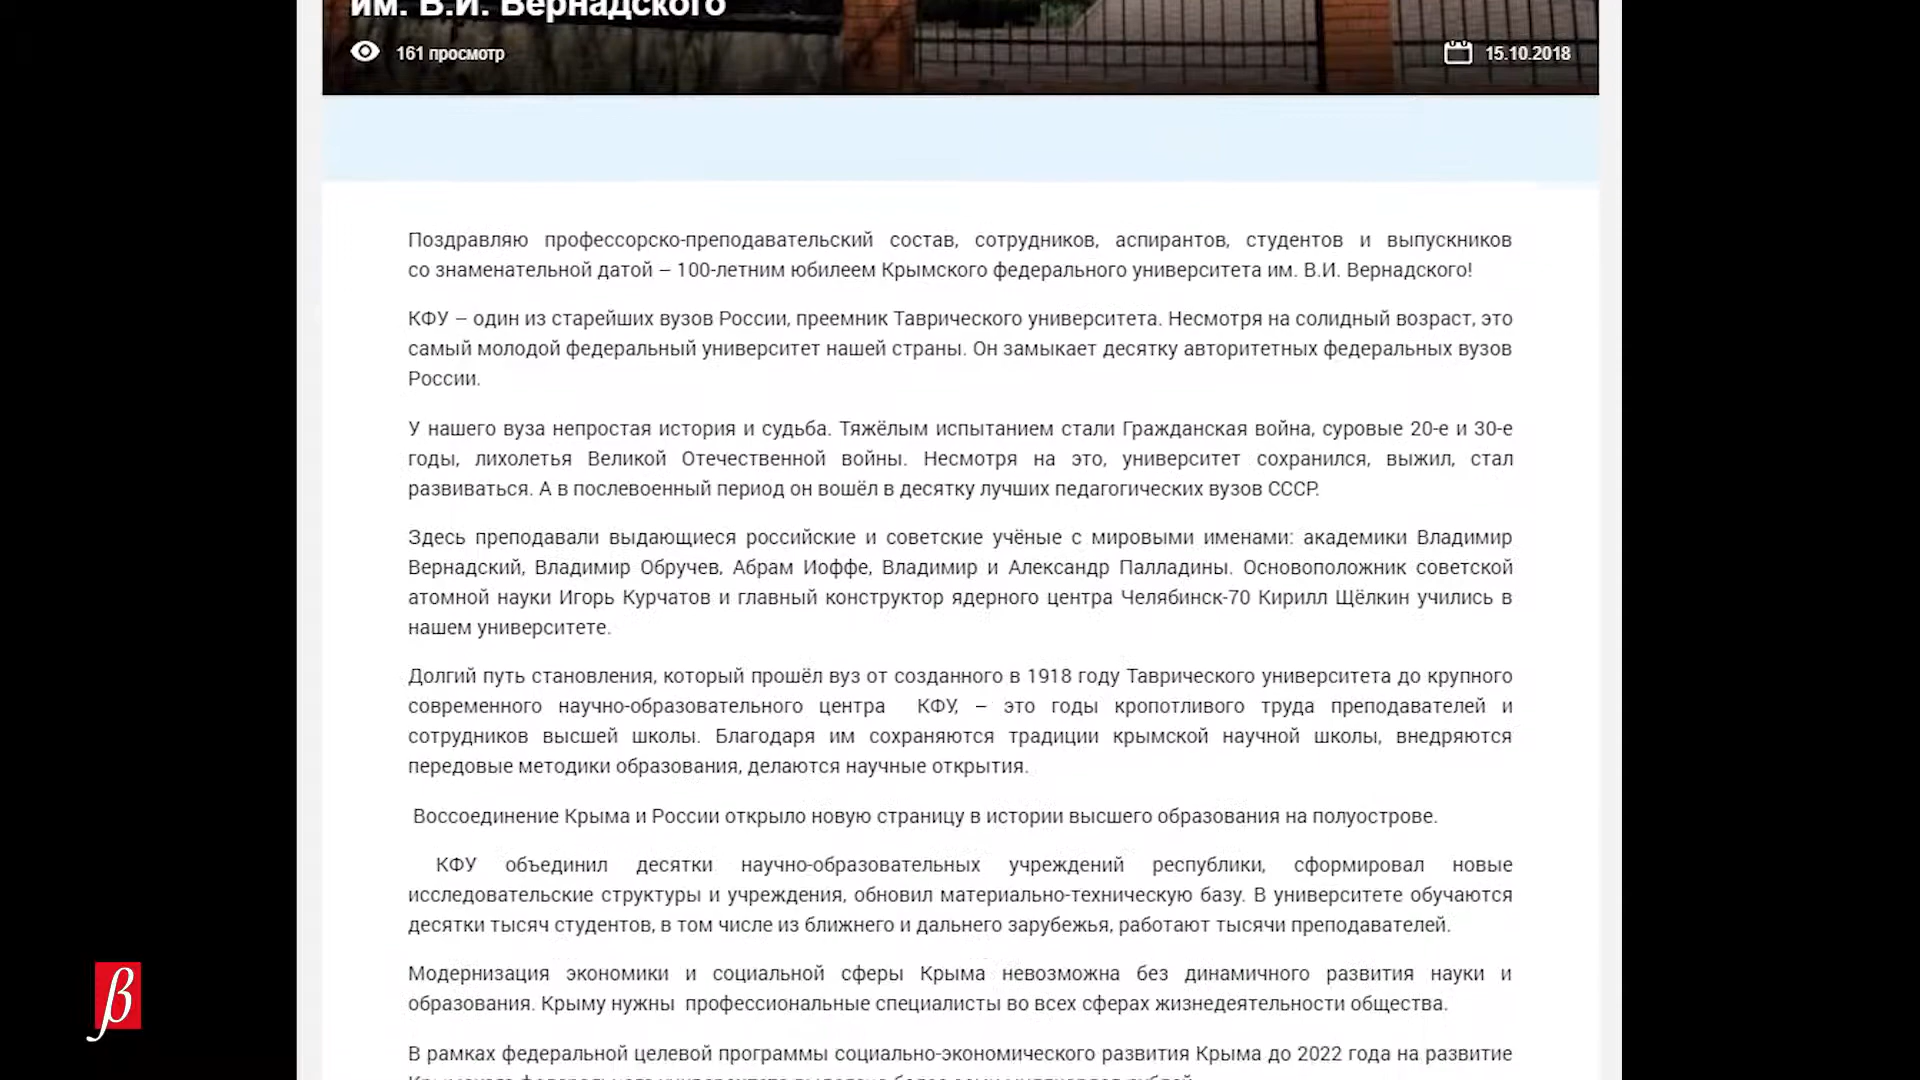 им. В.И. Вернадского
161 просмотр
15.10.2018
Поздравляю профессорско-преподавательский состав, сотрудников, аспирантов, студентов и выпускников
со знаменательной датой – 100-летним юбилеем Крымского федерального университета им. В.И. Вернадского!
КФУ – один из старейших вузов России, преемник Таврического университета. Несмотря на солидный возраст, это
самый молодой федеральный университет нашей страны. Он замыкает десятку авторитетных федеральных вузов
России.
У нашего вуза непростая история и судьба. Тяжёлым испытанием стали Гражданская война, суровые 20-е и 30-е
годы, лихолетья Великой Отечественной войны. Несмотря на это, университет сохранился, выжил, стал
развиваться. А в послевоенный период он вошёл в десятку лучших педагогических вузов СССР.
Здесь преподавали выдающиеся российские и советские учёные с мировыми именами: академики Владимир
Вернадский, Владимир Обручев, Абрам Иоффе, Владимир и Александр Палладины. Основоположник советской
атомной науки Игорь Курчатов и главный конструктор ядерного центра Челябинск-70 Кирилл Щёлкин учились в
нашем университете.
Долгий путь становления, который прошёл вуз от созданного в 1918 году Таврического университета до крупного
современного научно-образовательного центра КФУ, – это годы кропотливого труда преподавателей и
сотрудников высшей школы. Благодаря им сохраняются традиции крымской научной школы, внедряются
передовые методики образования, делаются научные открытия.
Воссоединение Крыма и России открыло новую страницу в истории высшего образования на полуострове.
КФУ объединил десятки научно-образовательных учреждений республики, сформировал новые
исследовательские структуры и учреждения, обновил материально-техническую базу. В университете обучаются
десятки тысяч студентов, в том числе из ближнего и дальнего зарубежья, работают тысячи преподавателей.
Модернизация экономики и социальной сферы Крыма невозможна без динамичного развития науки и
образования. Крыму нужны профессиональные специалисты во всех сферах жизнедеятельности общества.
В рамках федеральной целевой программы социально-экономического развития Крыма до 2022 года на развитие
β